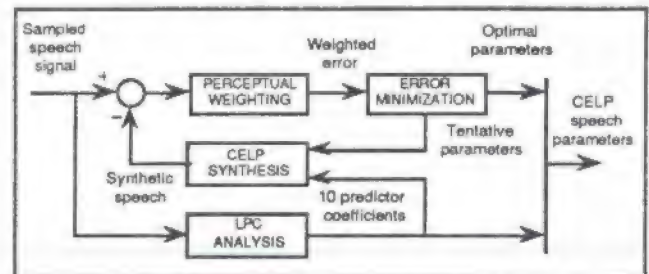 Sampled
speech
signal
+
−
PERCEPTUAL
WEIGHTING
Weighted
error
ERROR
MINIMIZATION
Optimal
parameters
CELP
speech
parameters
Tentative
parameters
CELP
SYNTHESIS
Synthetic
speech
10 predictor
coefficients
LPC
ANALYSIS